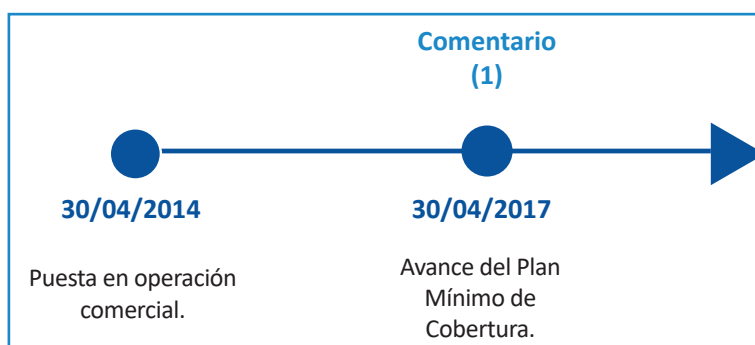 Comentario
(1)
30/04/2014
30/04/2017
Puesta en operación
comercial.
Avance del Plan
Mínimo de
Cobertura.